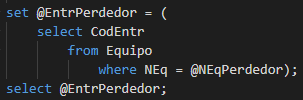 set @EntrPerdedor = (
select CodEntr
from Equipo
where NEq = @NEqPerdedor);
select @EntrPerdedor;